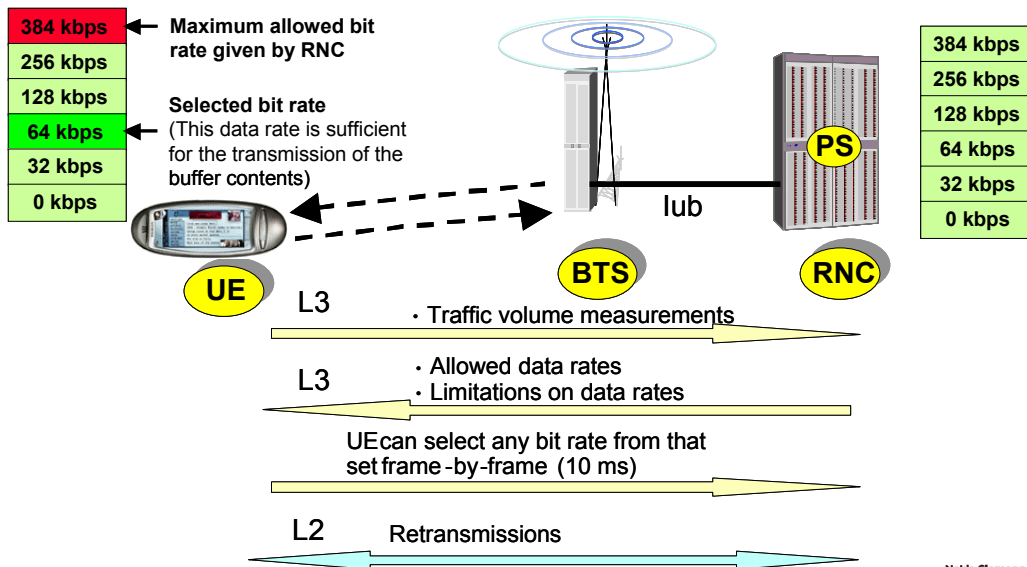 384 kbps
256 kbps
128 kbps
64 kbps
32 kbps
0 kbps
Maximum allowed bit
rate given by RNC
Selected bit rate
(This data rate is sufficient
for the transmission of the
buffer contents)
PS
Iub
384 kbps
256 kbps
128 kbps
64 kbps
32 kbps
0 kbps
UE
BTS
RNC
L3
• Traffic volume measurements
L3
• Allowed data rates
• Limitations on data rates
UEcan select any bit rate from that
set frame-by-frame (10 ms)
L2
Retransmissions